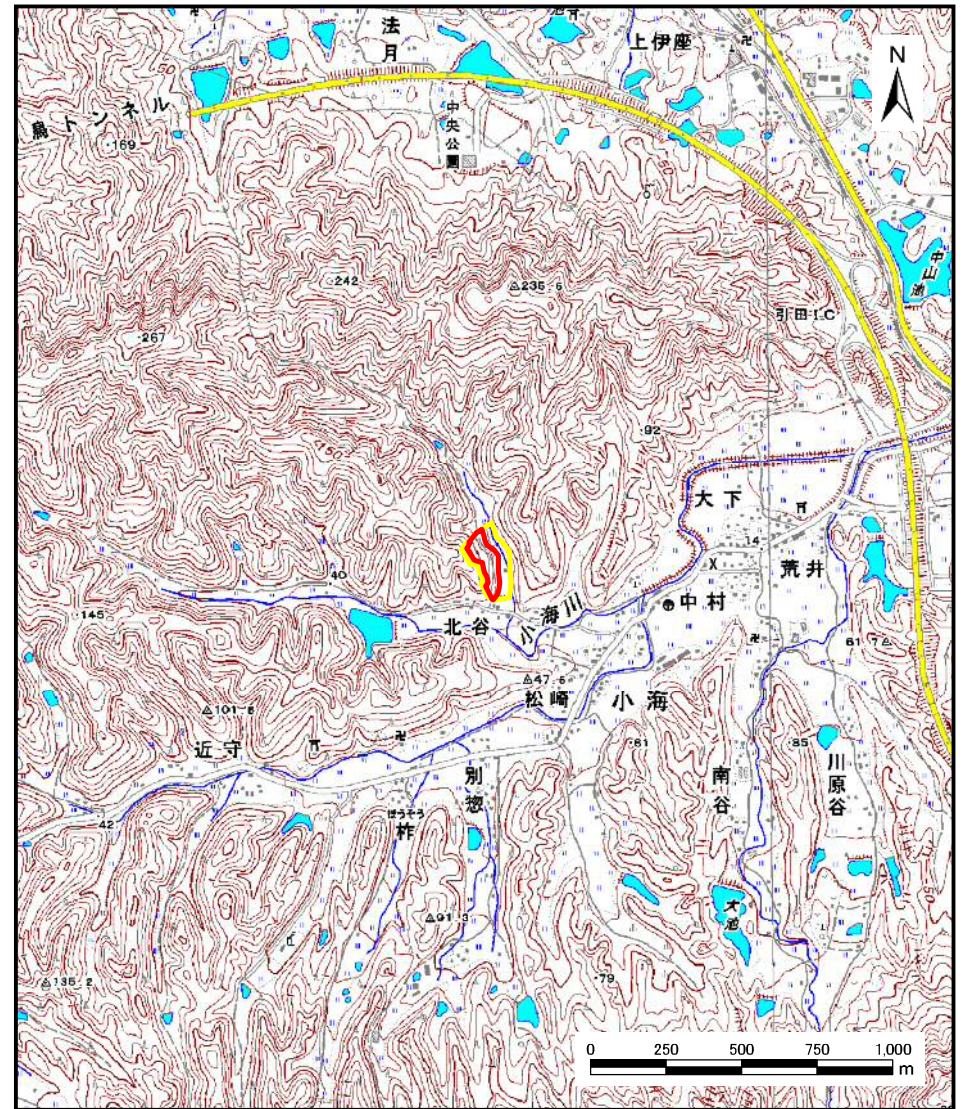 法月
上伊座
N
鳥トンネル
・169
中央公園
50
中山池
・242
△235.6
引田I.C
・267
150
・92
大下
14
荒井
40
中村
小海川
・145
北谷
61.7△
△47.6
松崎
小海
△101.8
近守
・61
・85
別惣
南谷
川原谷
ほうそう
柞
42
大池
50
△91.3
△135.2
・79
0 250 500 750 1,000
m